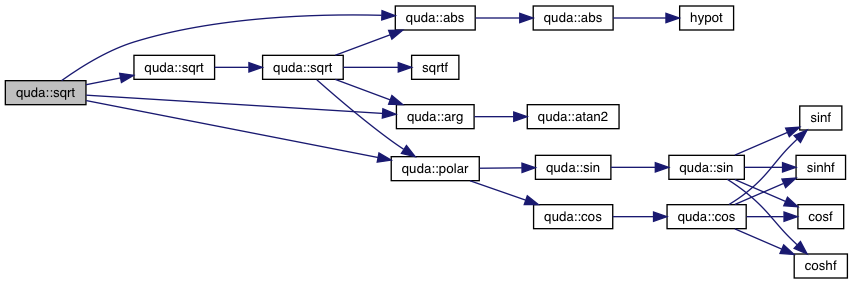 quda::abs
quda::abs
hypot
quda::sqrt
quda::sqrt
sqrtf
quda::sqrt
quda::arg
quda::atan2
sinf
quda::polar
quda::sin
quda::sin
sinhf
quda::cos
quda::cos
cosf
coshf